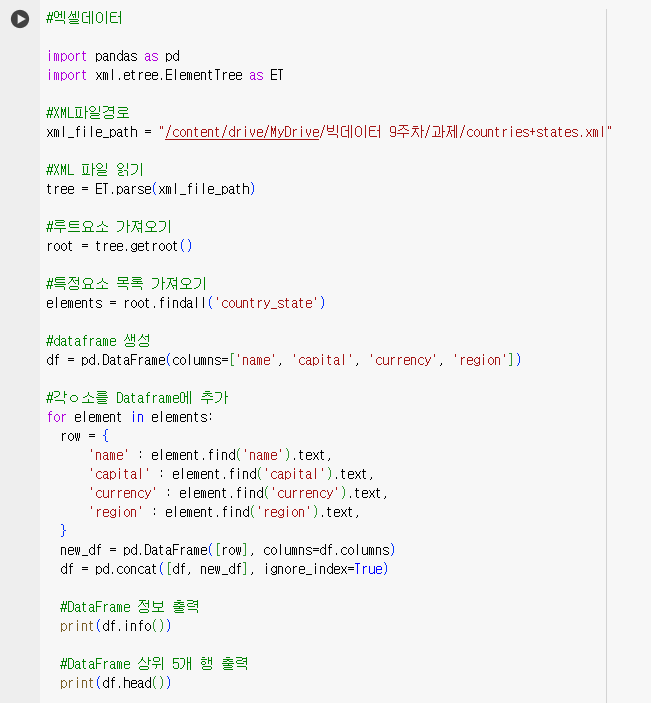 #엑셀데이터
import pandas as pd
import xml.etree.ElementTree as ET
#XML파일경로
xml_file_path = "/content/drive/MyDrive/빅데이터 9주차/과제/countries+states.xml"
#XML 파일 읽기
tree = ET.parse(xml_file_path)
#루트요소 가져오기
root = tree.getroot()
#특정요소 목록 가져오기
elements = root.findall('country_state')
#dataframe 생성
df = pd.DataFrame(columns=['name', 'capital', 'currency', 'region'])
#각ㅇ소를 Dataframe에 추가
for element in elements:
  row = {
      'name' : element.find('name').text,
      'capital' : element.find('capital').text,
      'currency' : element.find('currency').text,
      'region' : element.find('region').text,
  }
  new_df = pd.DataFrame([row], columns=df.columns)
  df = pd.concat([df, new_df], ignore_index=True)
  #DataFrame 정보 출력
  print(df.info())
  #DataFrame 상위 5개 행 출력
  print(df.head())